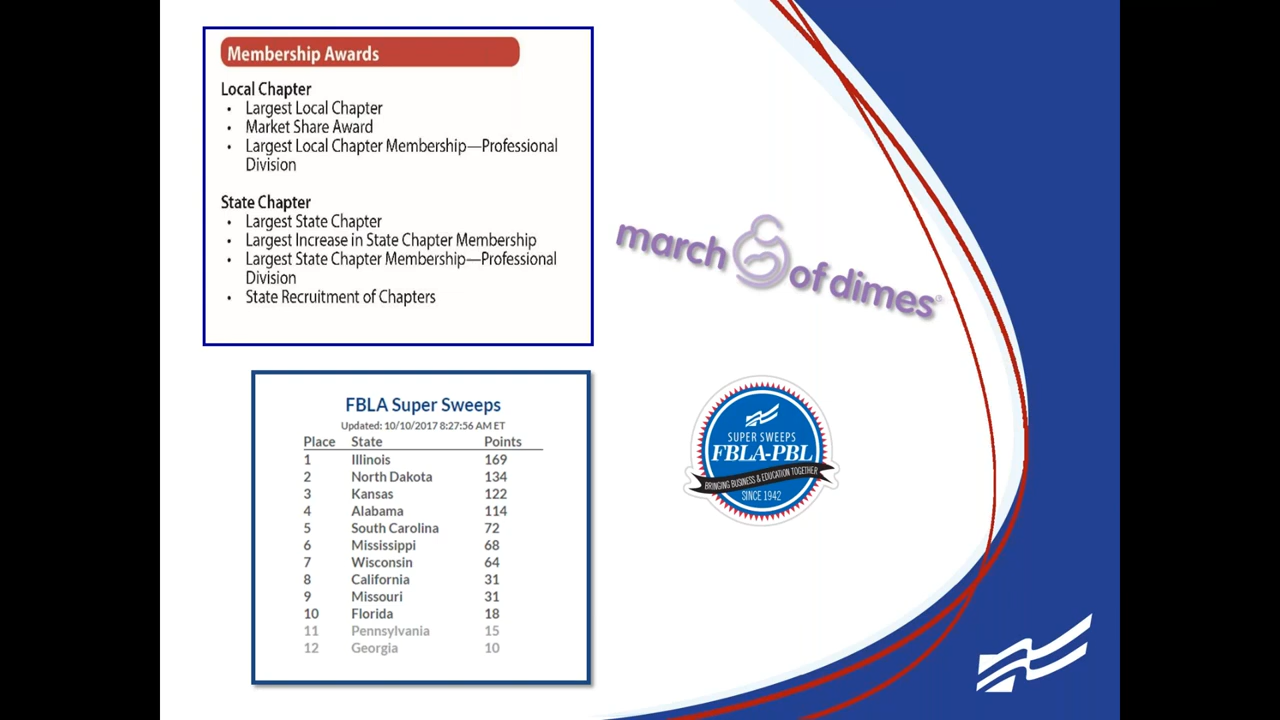 Membership Awards
Local Chapter
• Largest Local Chapter
• Market Share Award
• Largest Local Chapter Membership—Professional
Division
State Chapter
• Largest State Chapter
• Largest Increase in State Chapter Membership
• Largest State Chapter Membership—Professional
Division
• State Recruitment of Chapters
march of dimes®
FBLA Super Sweeps
Updated: 10/10/2017 8:27:56 AM ET
Place State Points
1 Illinois 169
2 North Dakota 134
3 Kansas 122
4 Alabama 114
5 South Carolina 72
6 Mississippi 68
7 Wisconsin 64
8 California 31
9 Missouri 31
10 Florida 18
11 Pennsylvania 15
12 Georgia 10
SUPER SWEEPS
FBLA-PBL
BRINGING BUSINESS & EDUCATION TOGETHER
SINCE 1942